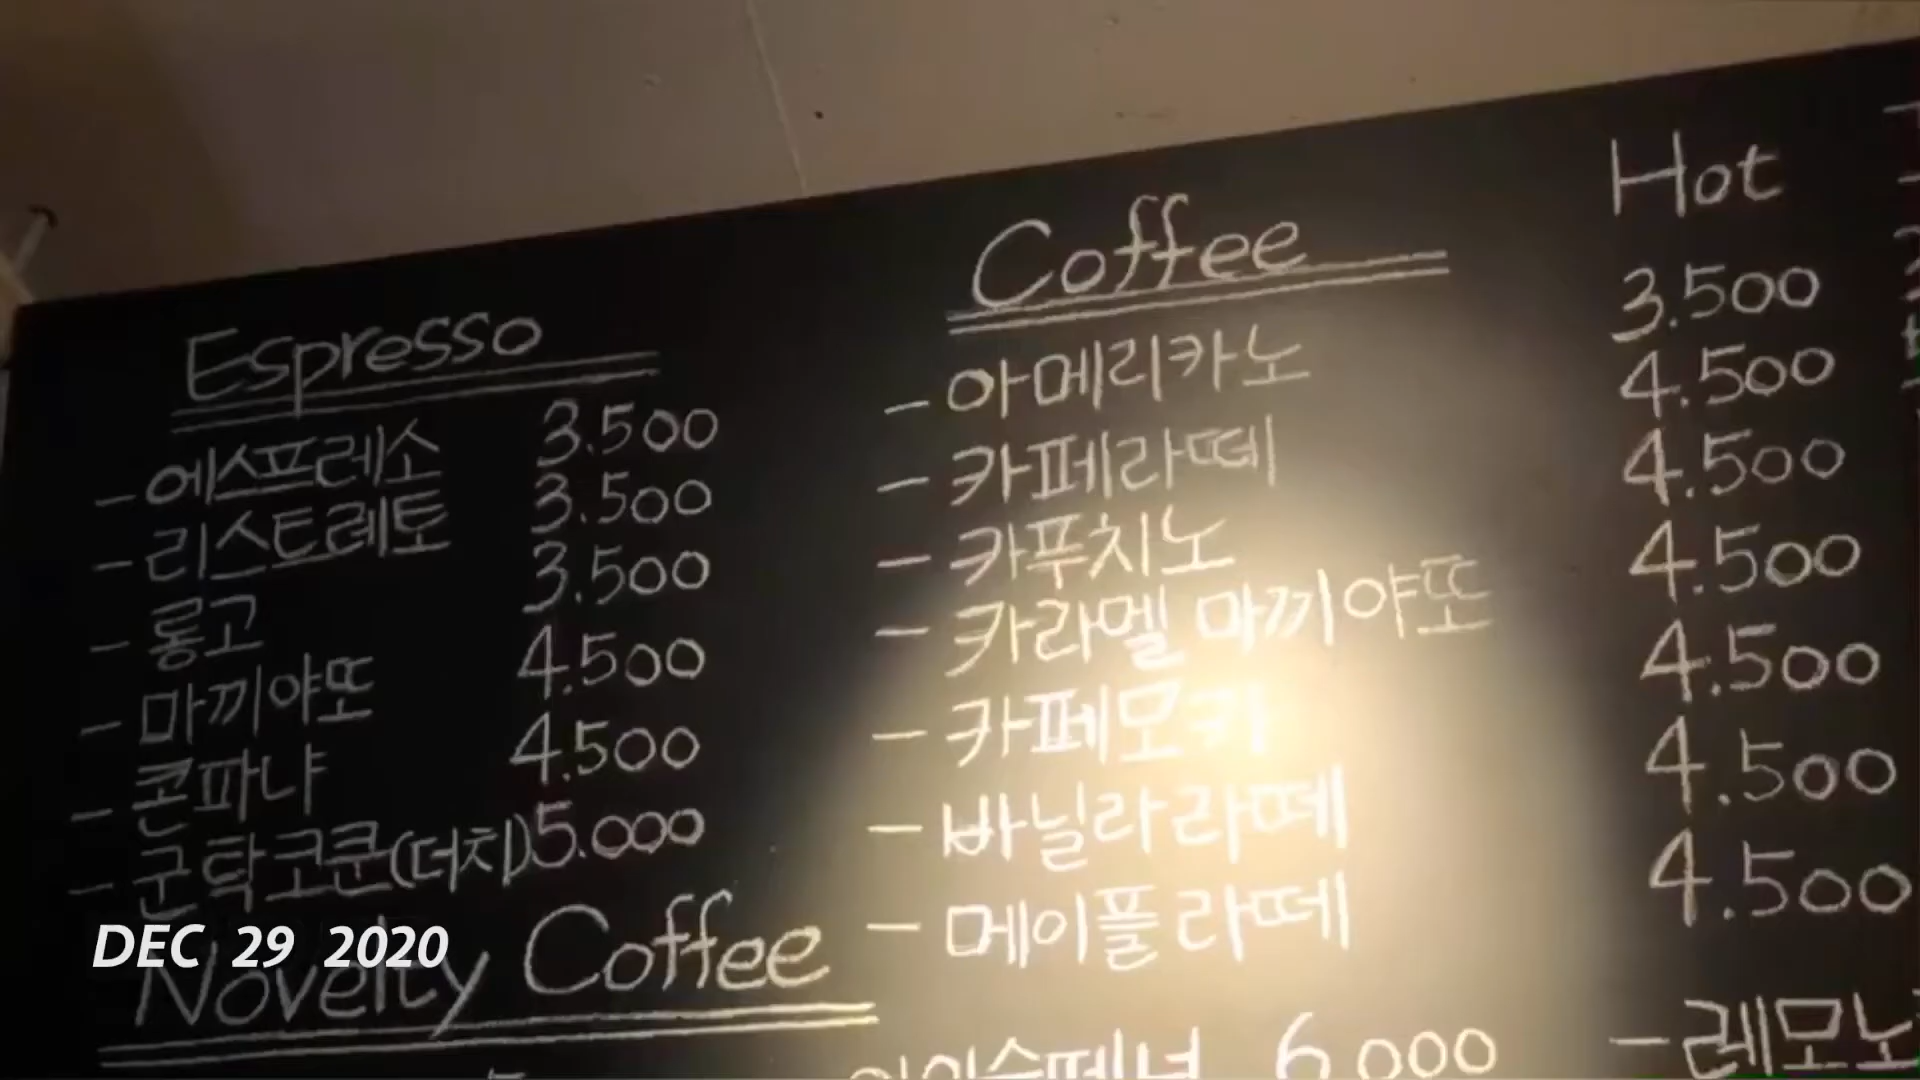 Espresso
- 에스프레소 3.500
- 리스트레토 3.500
- 롱고 3.500
- 마끼야또 4.500
- 콘파냐 4.500
- 군탁코쿤(더치) 5.000
Novelty Coffee
Coffee Hot
- 아메리카노 3.500
- 카페라떼 4.500
- 카푸치노 4.500
- 카라멜 마끼야또 4.500
- 카페모카 4.500
- 바닐라라떼 4.500
- 메이플라떼 4.500
6.000
- 레모노
DEC 29 2020